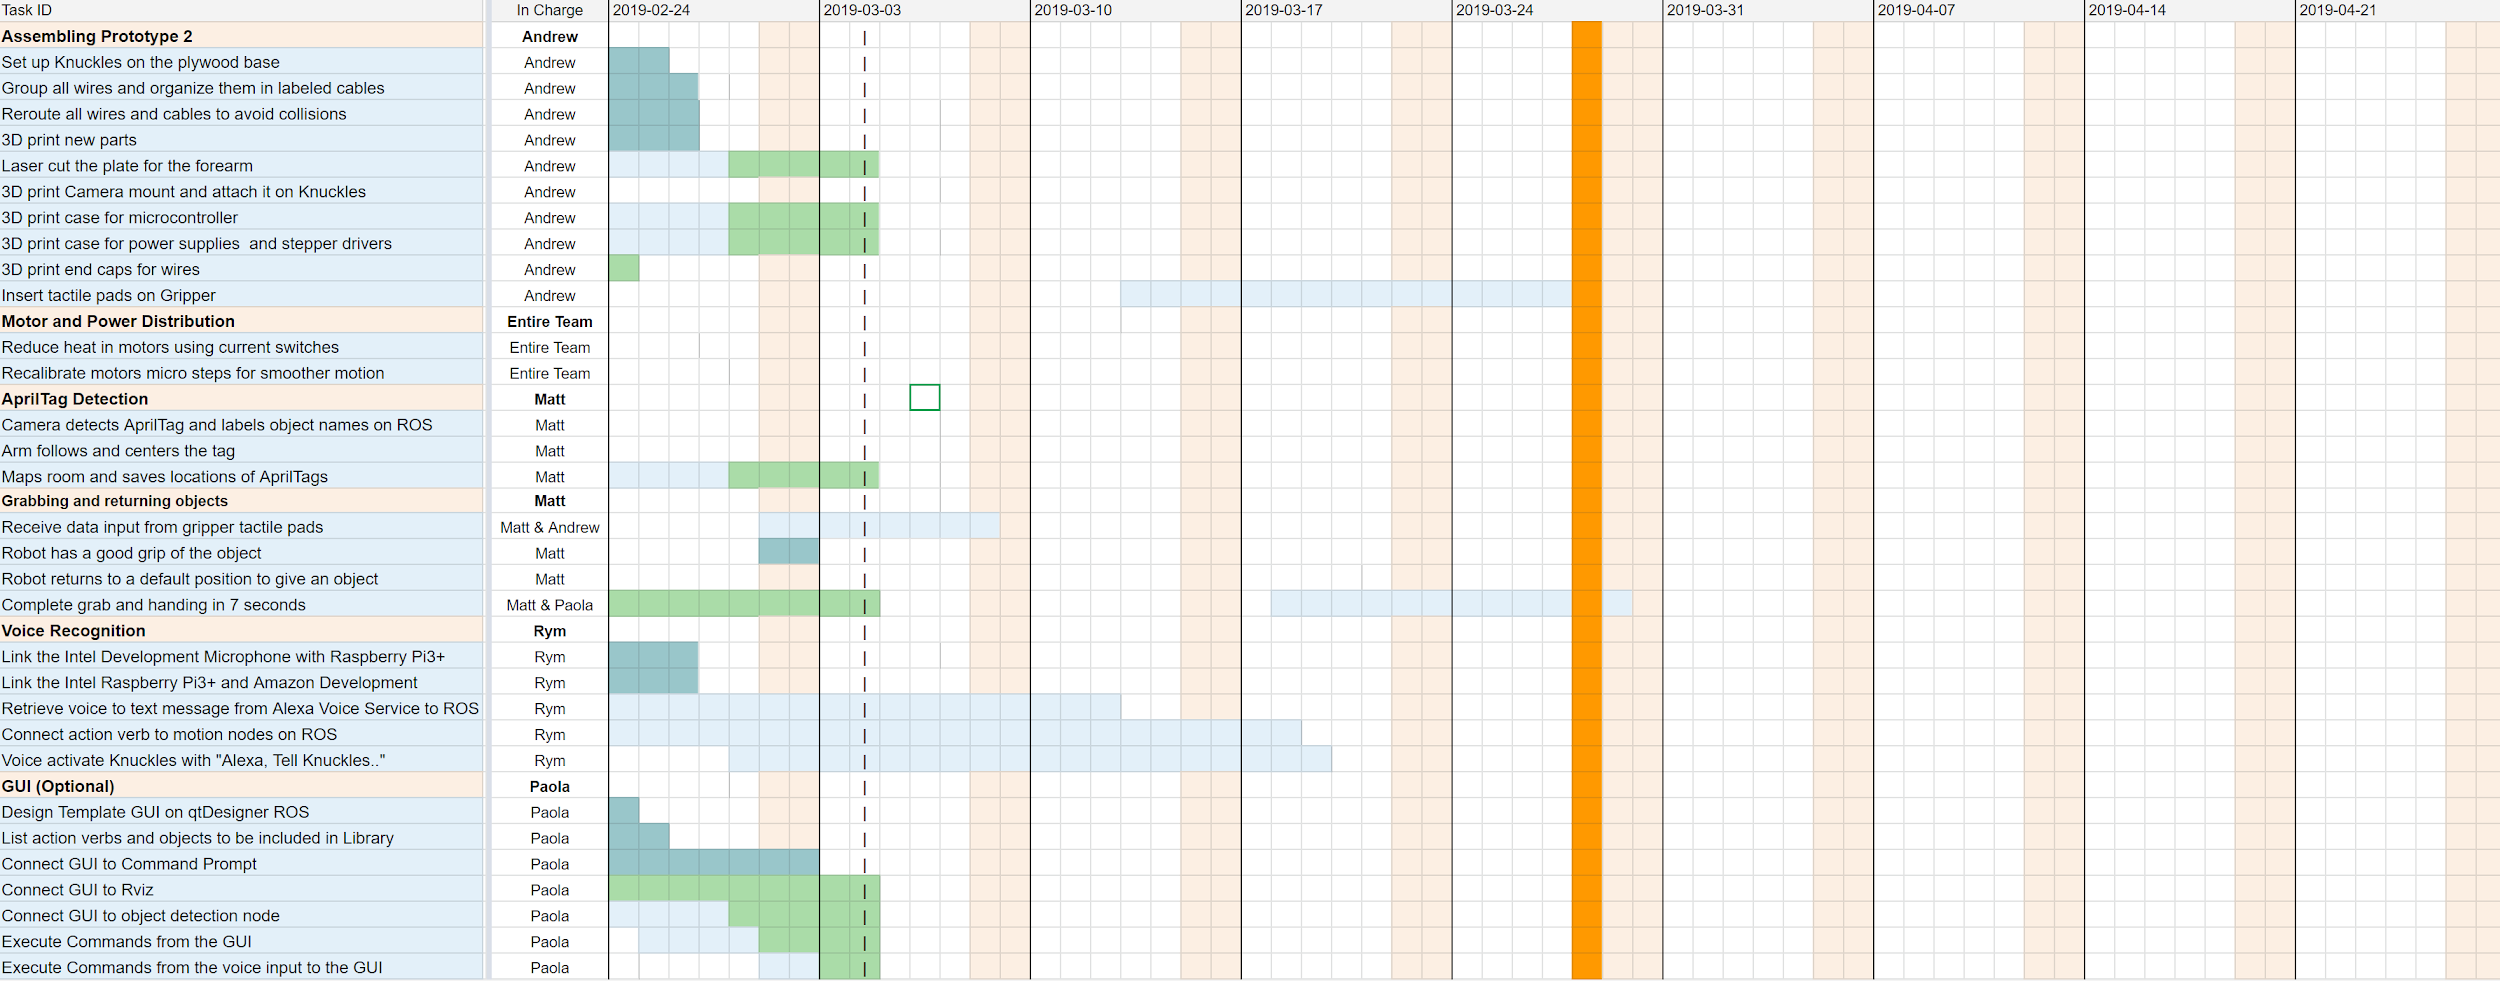 Task ID In Charge 2019-02-24 2019-03-03 2019-03-10 2019-03-17 2019-03-24 2019-03-31 2019-04-07 2019-04-14 2019-04-21
Assembling Prototype 2 Andrew
Set up Knuckles on the plywood base Andrew
Group all wires and organize them in labeled cables Andrew
Reroute all wires and cables to avoid collisions Andrew
3D print new parts Andrew
Laser cut the plate for the forearm Andrew
3D print Camera mount and attach it on Knuckles Andrew
3D print case for microcontroller Andrew
3D print case for power supplies  and stepper drivers Andrew
3D print end caps for wires Andrew
Insert tactile pads on Gripper Andrew
Motor and Power Distribution Entire Team
Reduce heat in motors using current switches Entire Team
Recalibrate motors micro steps for smoother motion Entire Team
AprilTag Detection Matt
Camera detects AprilTag and labels object names on ROS Matt
Arm follows and centers the tag Matt
Maps room and saves locations of AprilTags Matt
Grabbing and returning objects Matt
Receive data input from gripper tactile pads Matt & Andrew
Robot has a good grip of the object Matt
Robot returns to a default position to give an object Matt
Complete grab and handing in 7 seconds Matt & Paola
Voice Recognition Rym
Link the Intel Development Microphone with Raspberry Pi3+ Rym
Link the Intel Raspberry Pi3+ and Amazon Development Rym
Retrieve voice to text message from Alexa Voice Service to ROS Rym
Connect action verb to motion nodes on ROS Rym
Voice activate Knuckles with "Alexa, Tell Knuckles.." Rym
GUI (Optional) Paola
Design Template GUI on qtDesigner ROS Paola
List action verbs and objects to be included in Library Paola
Connect GUI to Command Prompt Paola
Connect GUI to Rviz Paola
Connect GUI to object detection node Paola
Execute Commands from the GUI Paola
Execute Commands from the voice input to the GUI Paola